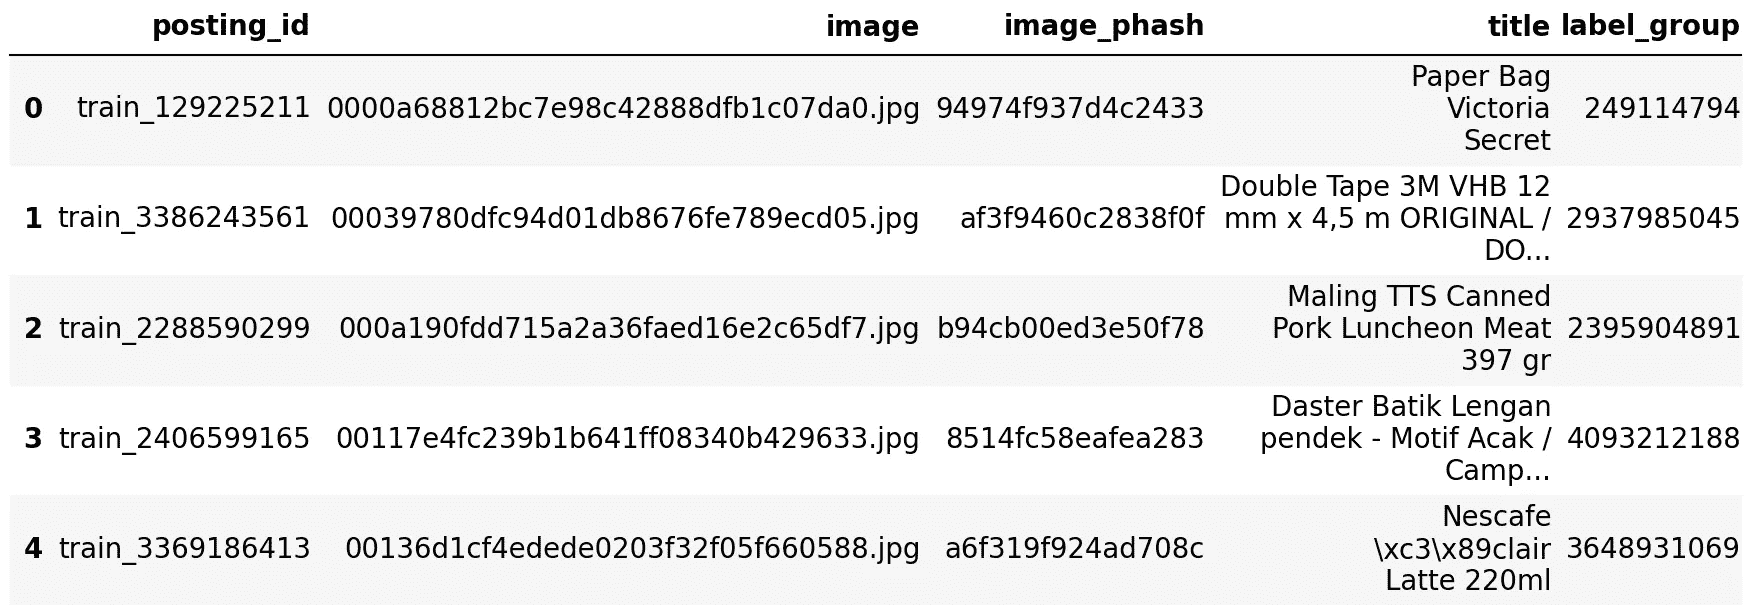 posting_id image image_phash title label_group
0 train_129225211 0000a68812bc7e98c42888dfb1c07da0.jpg 94974f937d4c2433 Paper Bag
Victoria
Secret 249114794
1 train_3386243561 00039780dfc94d01db8676fe789ecd05.jpg af3f9460c2838f0f Double Tape 3M VHB 12
mm x 4,5 m ORIGINAL /
DO... 2937985045
2 train_2288590299 000a190fdd715a2a36faed16e2c65df7.jpg b94cb00ed3e50f78 Maling TTS Canned
Pork Luncheon Meat
397 gr 2395904891
3 train_2406599165 00117e4fc239b1b641ff08340b429633.jpg 8514fc58eafea283 Daster Batik Lengan
pendek - Motif Acak /
Camp... 4093212188
4 train_3369186413 00136d1cf4edede0203f32f05f660588.jpg a6f319f924ad708c Nescafe
\xc3\x89clair
Latte 220ml 3648931069